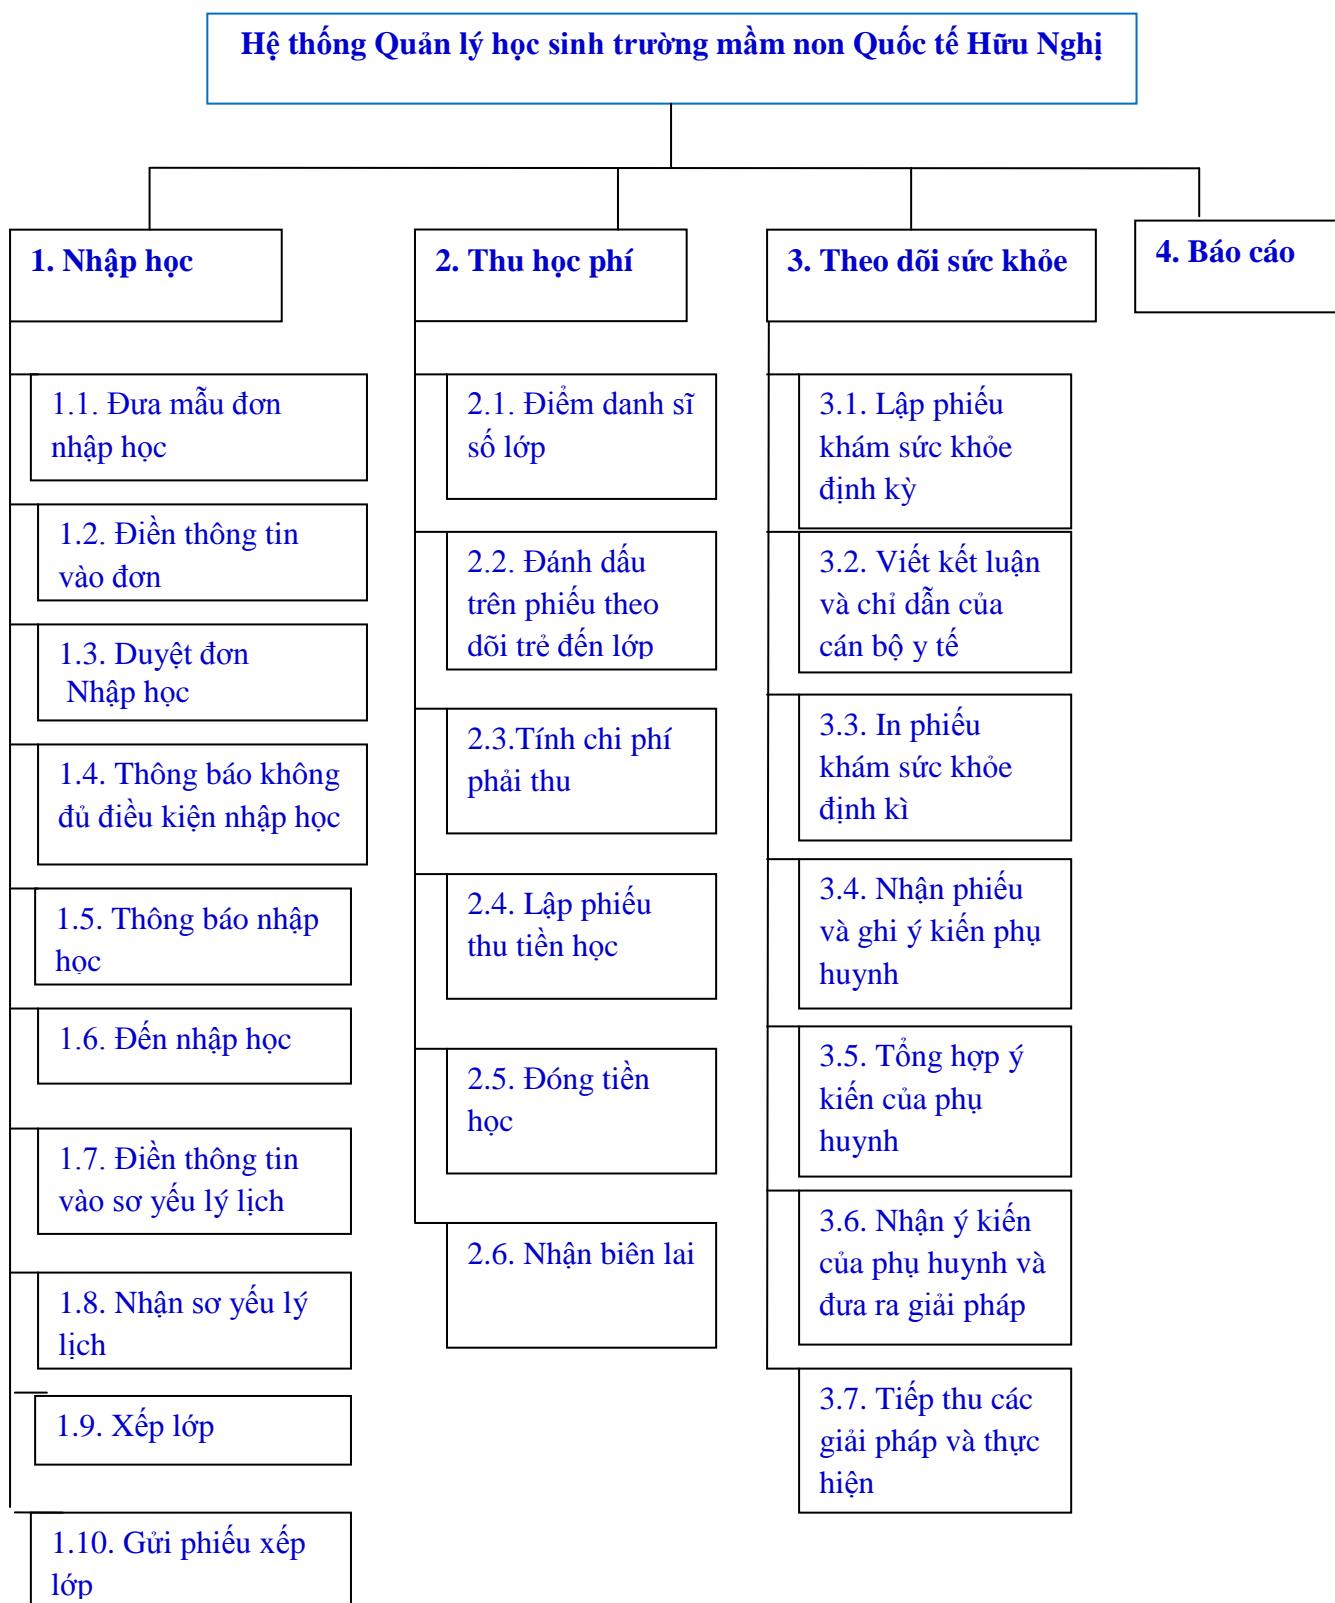 Hệ thống Quản lý học sinh trường mầm non Quốc tế Hữu Nghị
1. Nhập học
2. Thu học phí
3. Theo dõi sức khỏe
4. Báo cáo
1.1. Đưa mẫu đơn
nhập học
1.2. Điền thông tin
vào đơn
1.3. Duyệt đơn
Nhập học
1.4. Thông báo không
đủ điều kiện nhập học
1.5. Thông báo nhập
học
1.6. Đến nhập học
1.7. Điền thông tin
vào sơ yếu lý lịch
1.8. Nhận sơ yếu lý
lịch
1.9. Xếp lớp
1.10. Gửi phiếu xếp
lớp
2.1. Điểm danh sĩ
số lớp
2.2. Đánh dấu
trên phiếu theo
dõi trẻ đến lớp
2.3.Tính chi phí
phải thu
2.4. Lập phiếu
thu tiền học
2.5. Đóng tiền
học
2.6. Nhận biên lai
3.1. Lập phiếu
khám sức khỏe
định kỳ
3.2. Viết kết luận
và chỉ dẫn của
cán bộ y tế
3.3. In phiếu
khám sức khỏe
định kì
3.4. Nhận phiếu
và ghi ý kiến phụ
huynh
3.5. Tổng hợp ý
kiến của phụ
huynh
3.6. Nhận ý kiến
của phụ huynh và
đưa ra giải pháp
3.7. Tiếp thu các
giải pháp và thực
hiện